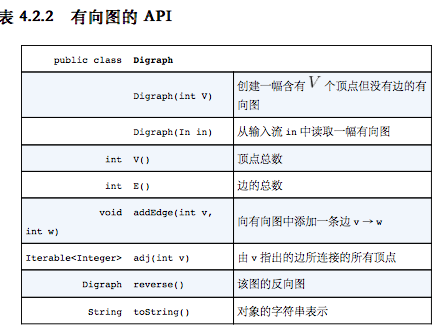 表 4.2.2 有向图的 API
public class Digraph
Digraph(int V) 创建一幅含有 V 个顶点但没有边的有
向图
Digraph(In in) 从输入流 in 中读取一幅有向图
int V() 顶点总数
int E() 边的总数
void addEdge(int v,
int w) 向有向图中添加一条边 v→w
Iterable<Integer> adj(int v) 由 v 指出的边所连接的所有顶点
Digraph reverse() 该图的反向图
String toString() 对象的字符串表示